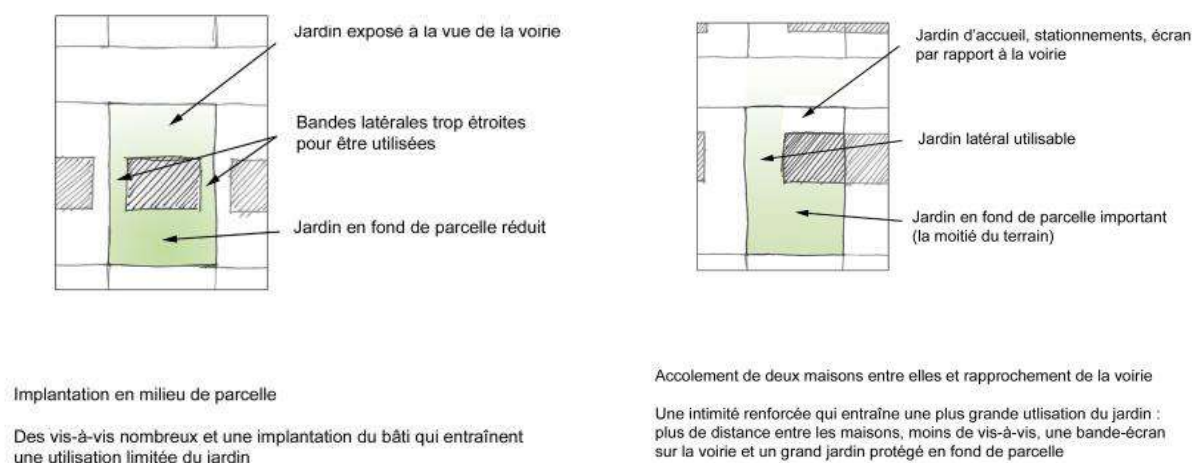 Jardin exposé à la vue de la voirie
Bandes latérales trop étroites
pour être utilisées
Jardin en fond de parcelle réduit
Implantation en milieu de parcelle
Des vis-à-vis nombreux et une implantation du bâti qui entraînent
une utilisation limitée du jardin
Jardin d'accueil, stationnements, écran
par rapport à la voirie
Jardin latéral utilisable
Jardin en fond de parcelle important
(la moitié du terrain)
Accolement de deux maisons entre elles et rapprochement de la voirie
Une intimité renforcée qui entraîne une plus grande utlisation du jardin :
plus de distance entre les maisons, moins de vis-à-vis, une bande-écran
sur la voirie et un grand jardin protégé en fond de parcelle